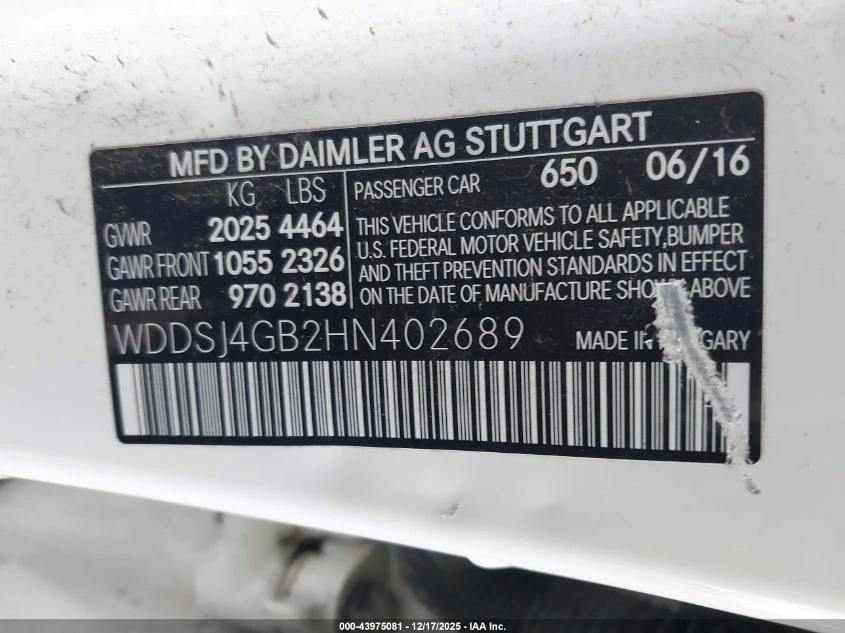 MFD BY DAIMLER AG STUTTGART
KG LBS
GVWR 2025 4464
GAWR FRONT 1055 2326
GAWR REAR 970 2138
PASSENGER CAR 650 06/16
THIS VEHICLE CONFORMS TO ALL APPLICABLE
U.S. FEDERAL MOTOR VEHICLE SAFETY,BUMPER
AND THEFT PREVENTION STANDARDS IN EFFECT
ON THE DATE OF MANUFACTURE ABOVE
WDDSJ4GB2HN402689
MADE
000-43975081 - 12/17/2025 - IAA Inc.